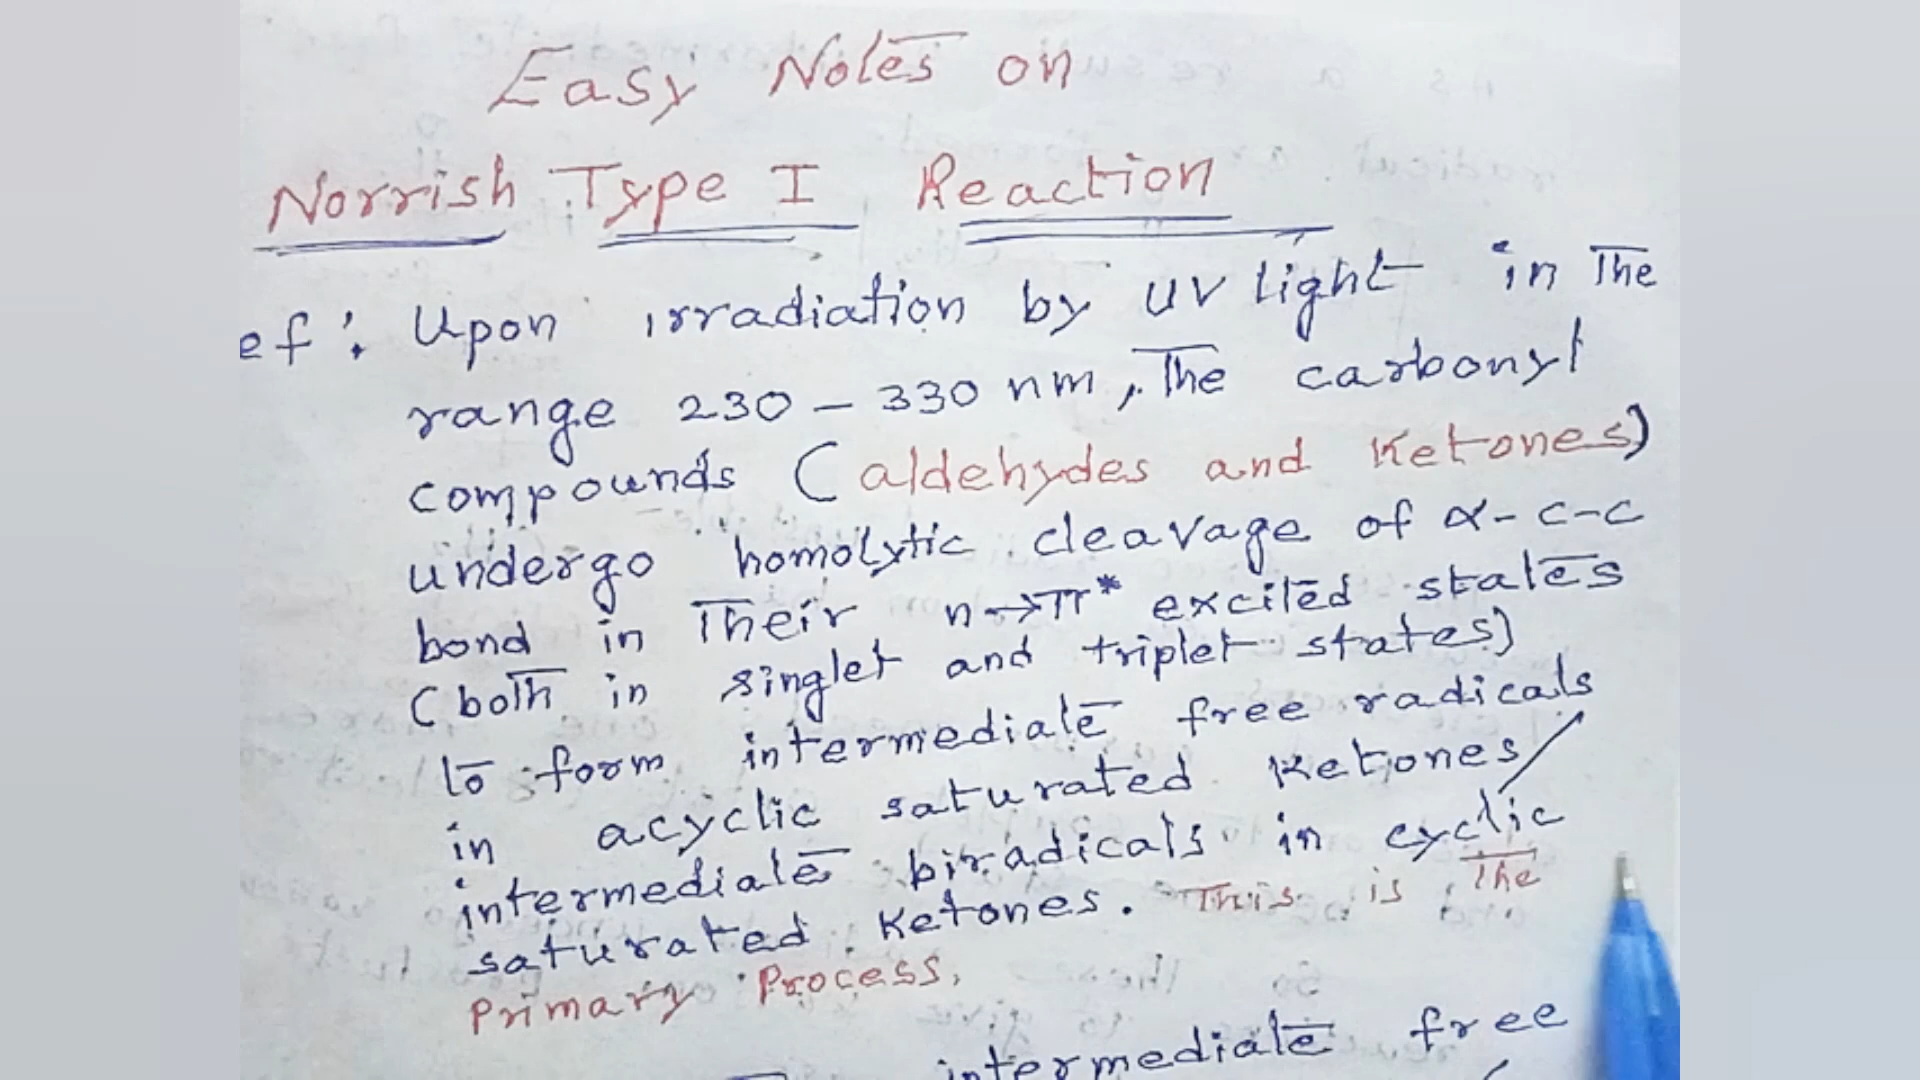 Easy Notes on
Norrish Type I Reaction
ef: Upon irradiation by UV light in the
range 230 - 330 nm, The carbonyl
compounds (aldehydes and Ketones)
undergo homolytic cleavage of α-C-C
bond in Their n→π* excited states
(both in singlet and triplet states)
to form intermediate free radicals
in acyclic saturated Ketones/
intermediate biradicals in cyclic
saturated Ketones. This is the
Primary Process,
intermediate free